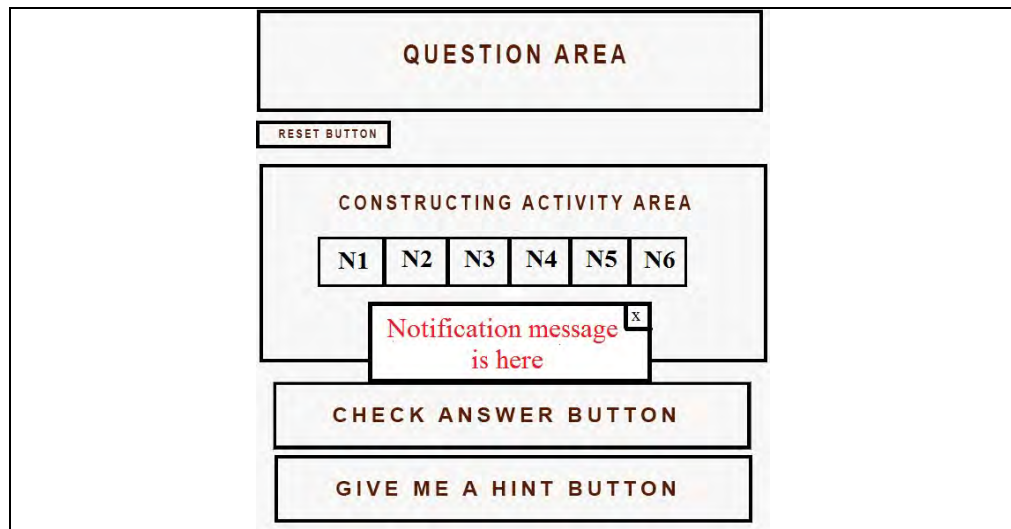 QUESTION AREA
RESET BUTTON
CONSTRUCTING ACTIVITY AREA
N1 N2 N3 N4 N5 N6
x
Notification message
is here
CHECK ANSWER BUTTON
GIVE ME A HINT BUTTON